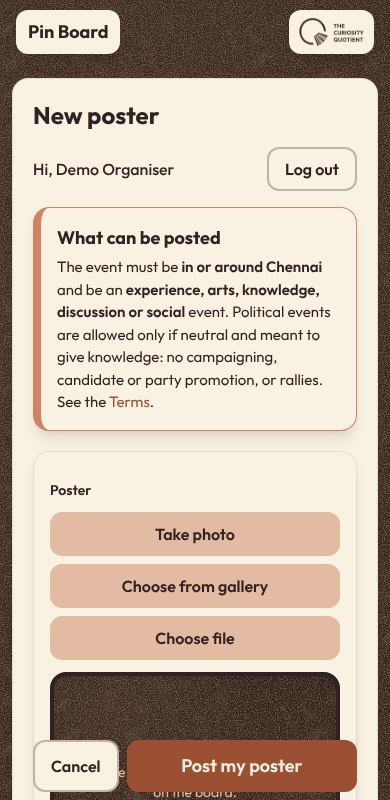 Pin Board
THE
CURIOSITY
QUOTIENT
New poster
Hi, Demo Organiser
Log out
What can be posted
The event must be in or around Chennai
and be an experience, arts, knowledge,
discussion or social event. Political events
are allowed only if neutral and meant to
give knowledge: no campaigning,
candidate or party promotion, or rallies.
See the Terms.
Poster
Take photo
Choose from gallery
Choose file
Cancel
Post my poster
on the board.